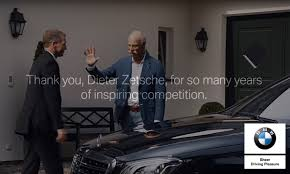 Thank you, Dieter Zetsche, for so many years
of inspiring competition.
BMW
Sheer
Driving Pleasure